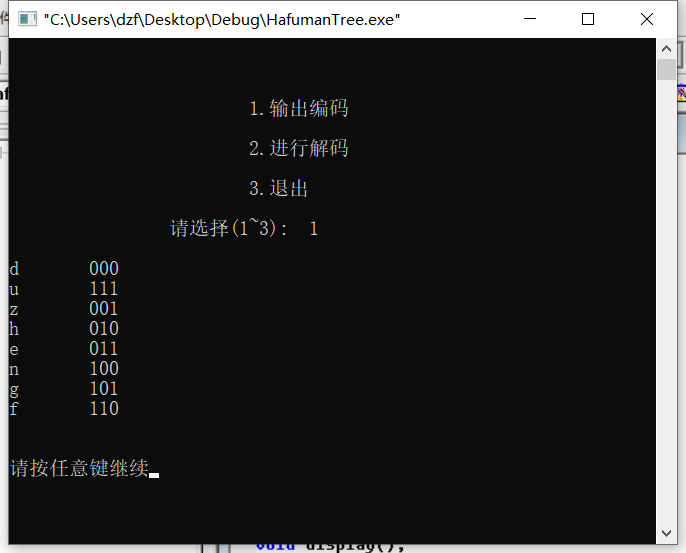 "C:\Users\dzf\Desktop\Debug\HafumanTree.exe"
1.输出编码
2.进行解码
3.退出
请选择(1~3): 1
d 000
u 111
z 001
h 010
e 011
n 100
g 101
f 110
请按任意键继续
void display();